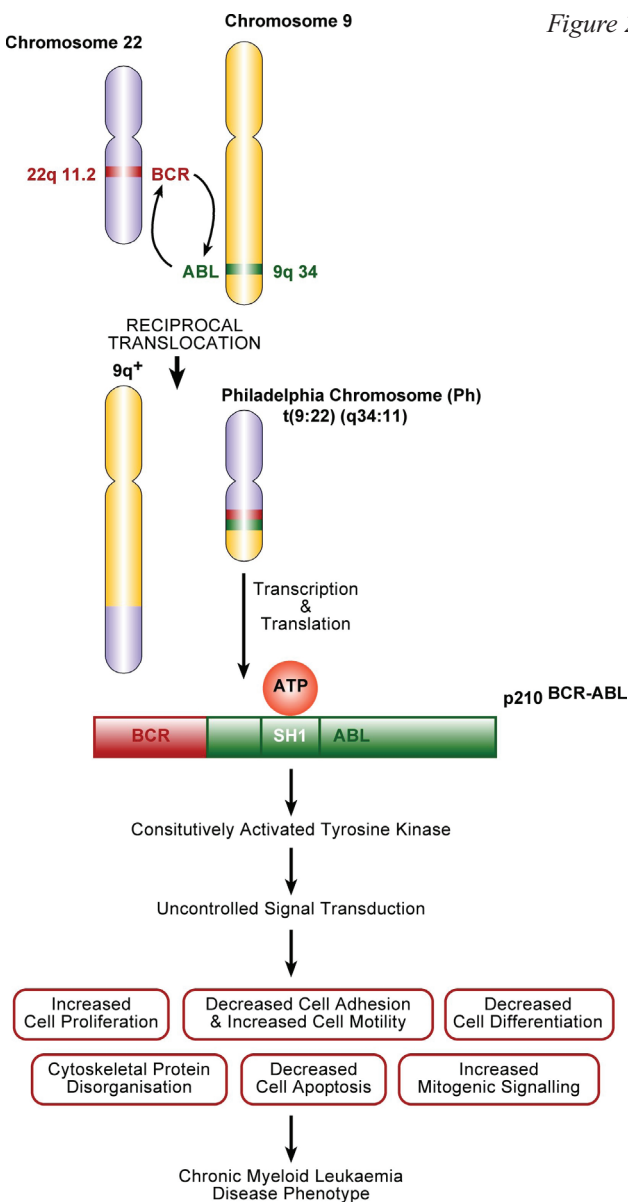 Chromosome 9
Figure
Chromosome 22
22q 11.2
BCR
ABL
9q 34
RECIPROCAL
TRANSLOCATION
9q+
Philadelphia Chromosome (Ph)
t(9:22) (q34:11)
Transcription
&
Translation
ATP
p210 BCR-ABL
BCR
SH1
ABL
Consitutively Activated Tyrosine Kinase
Uncontrolled Signal Transduction
Increased
Cell Proliferation
Decreased Cell Adhesion
& Increased Cell Motility
Decreased
Cell Differentiation
Cytoskeletal Protein
Disorganisation
Decreased
Cell Apoptosis
Increased
Mitogenic Signalling
Chronic Myeloid Leukaemia
Disease Phenotype